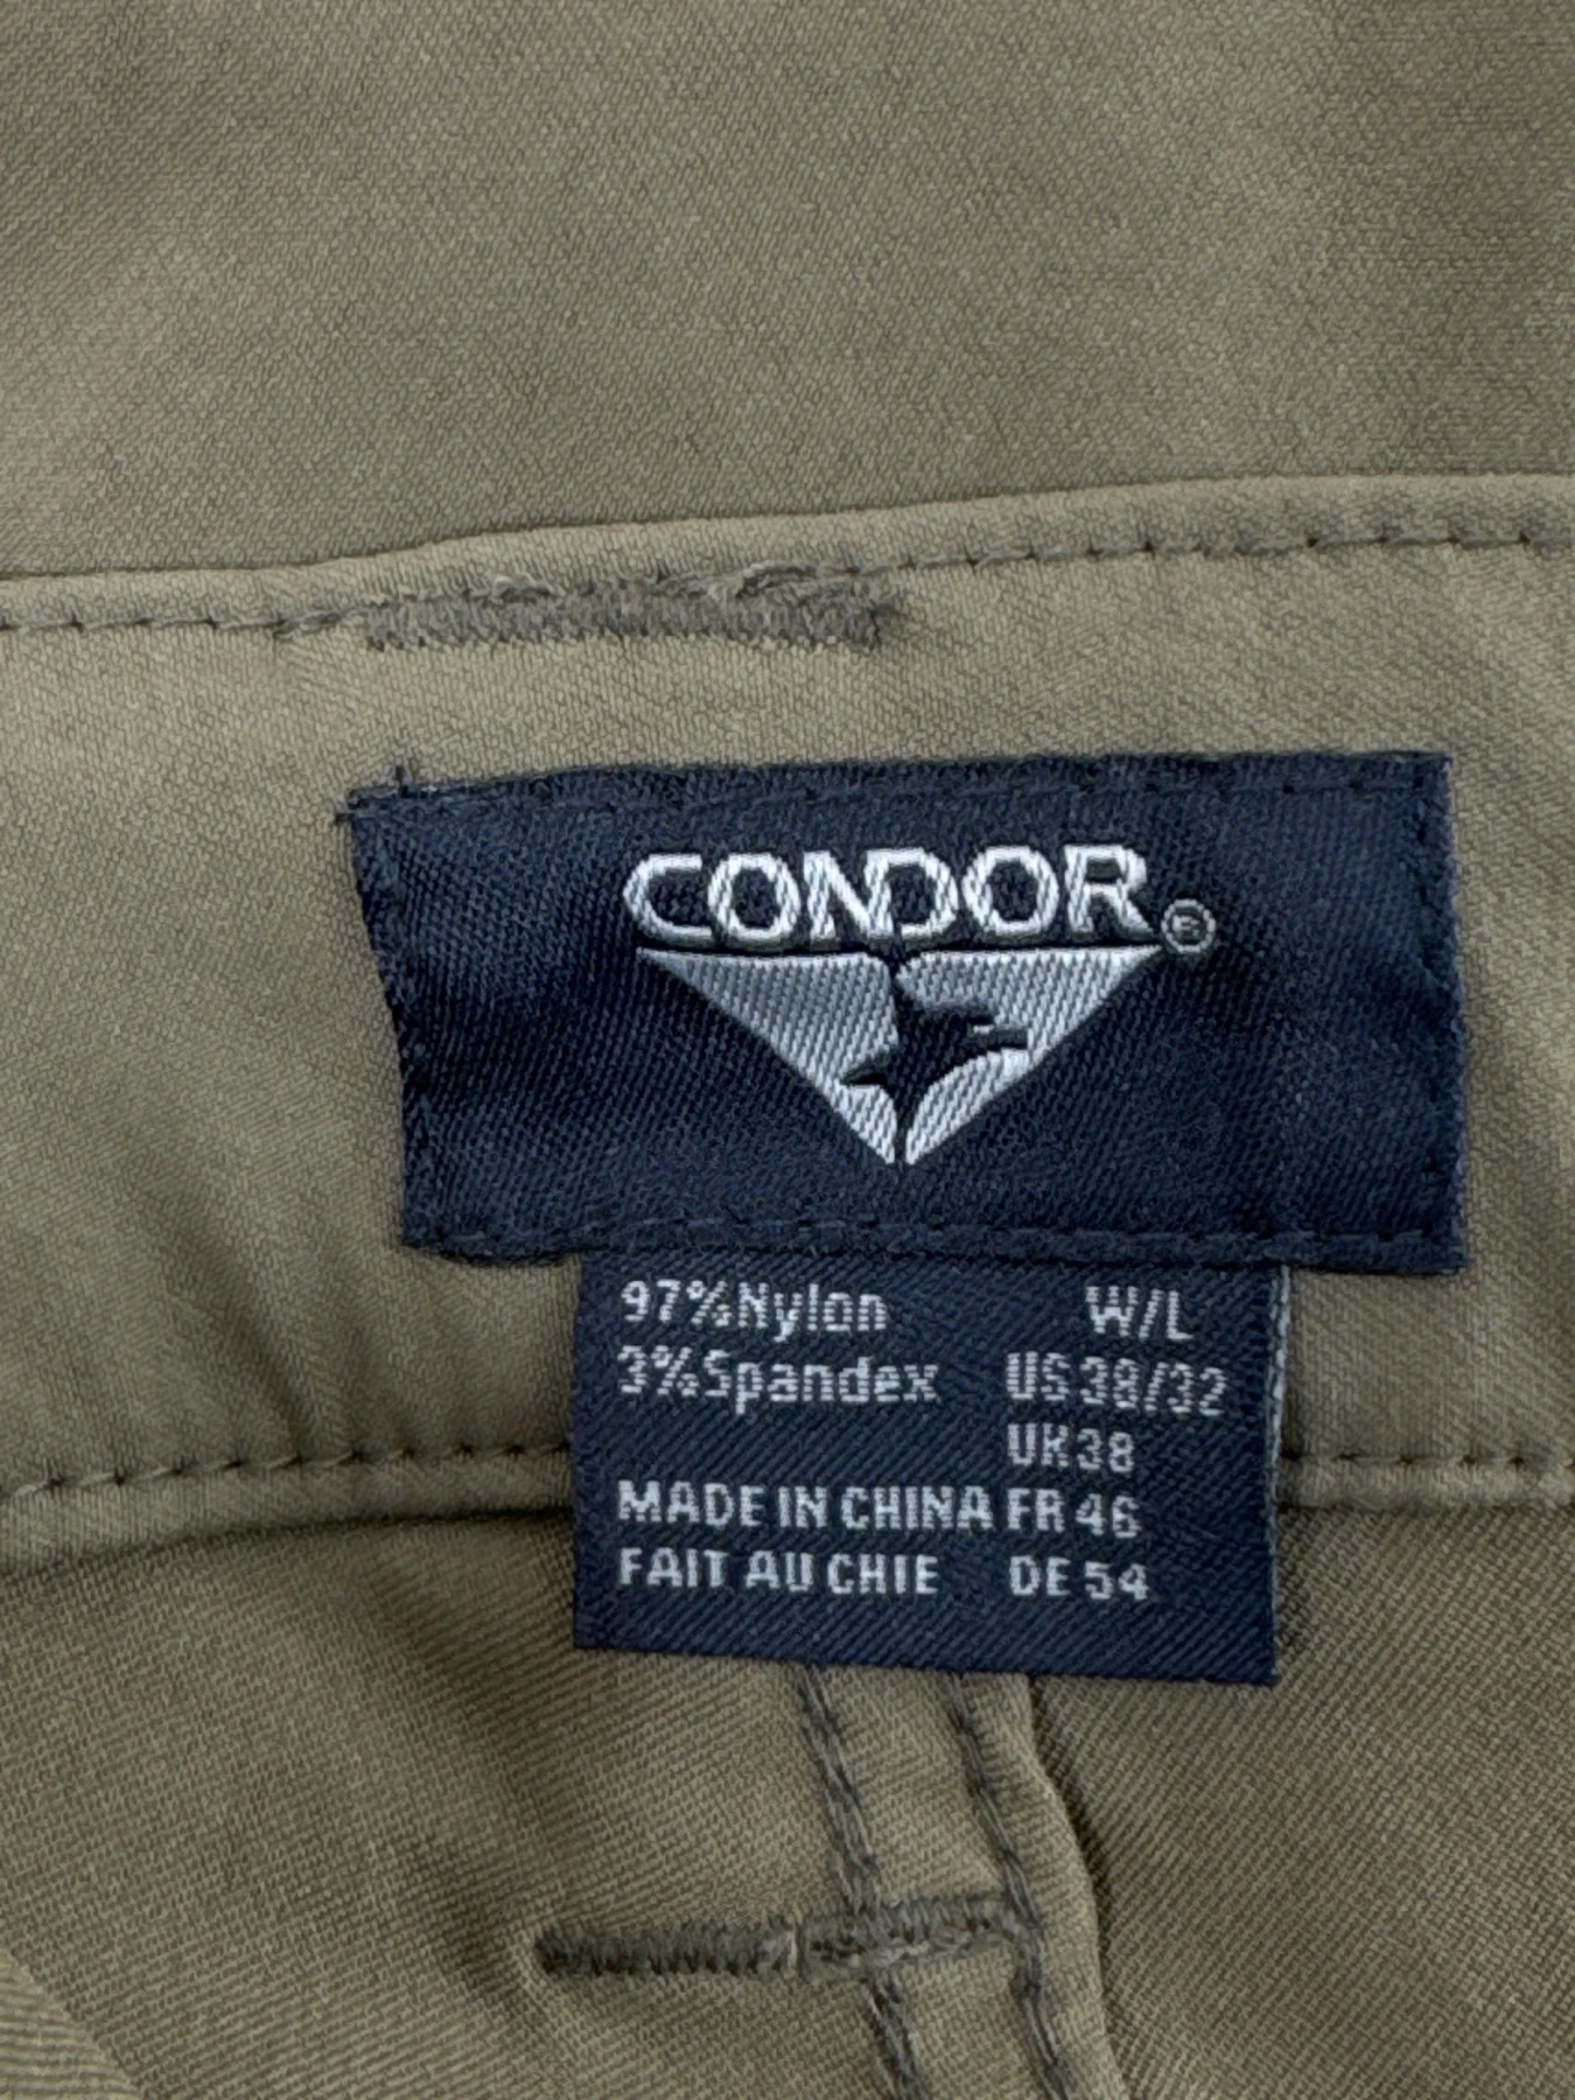 CONDOR®
97%Nylon W/L
3%Spandex US38/32
UK38
MADE IN CHINA FR 46
FAIT AU CHIE DE 54